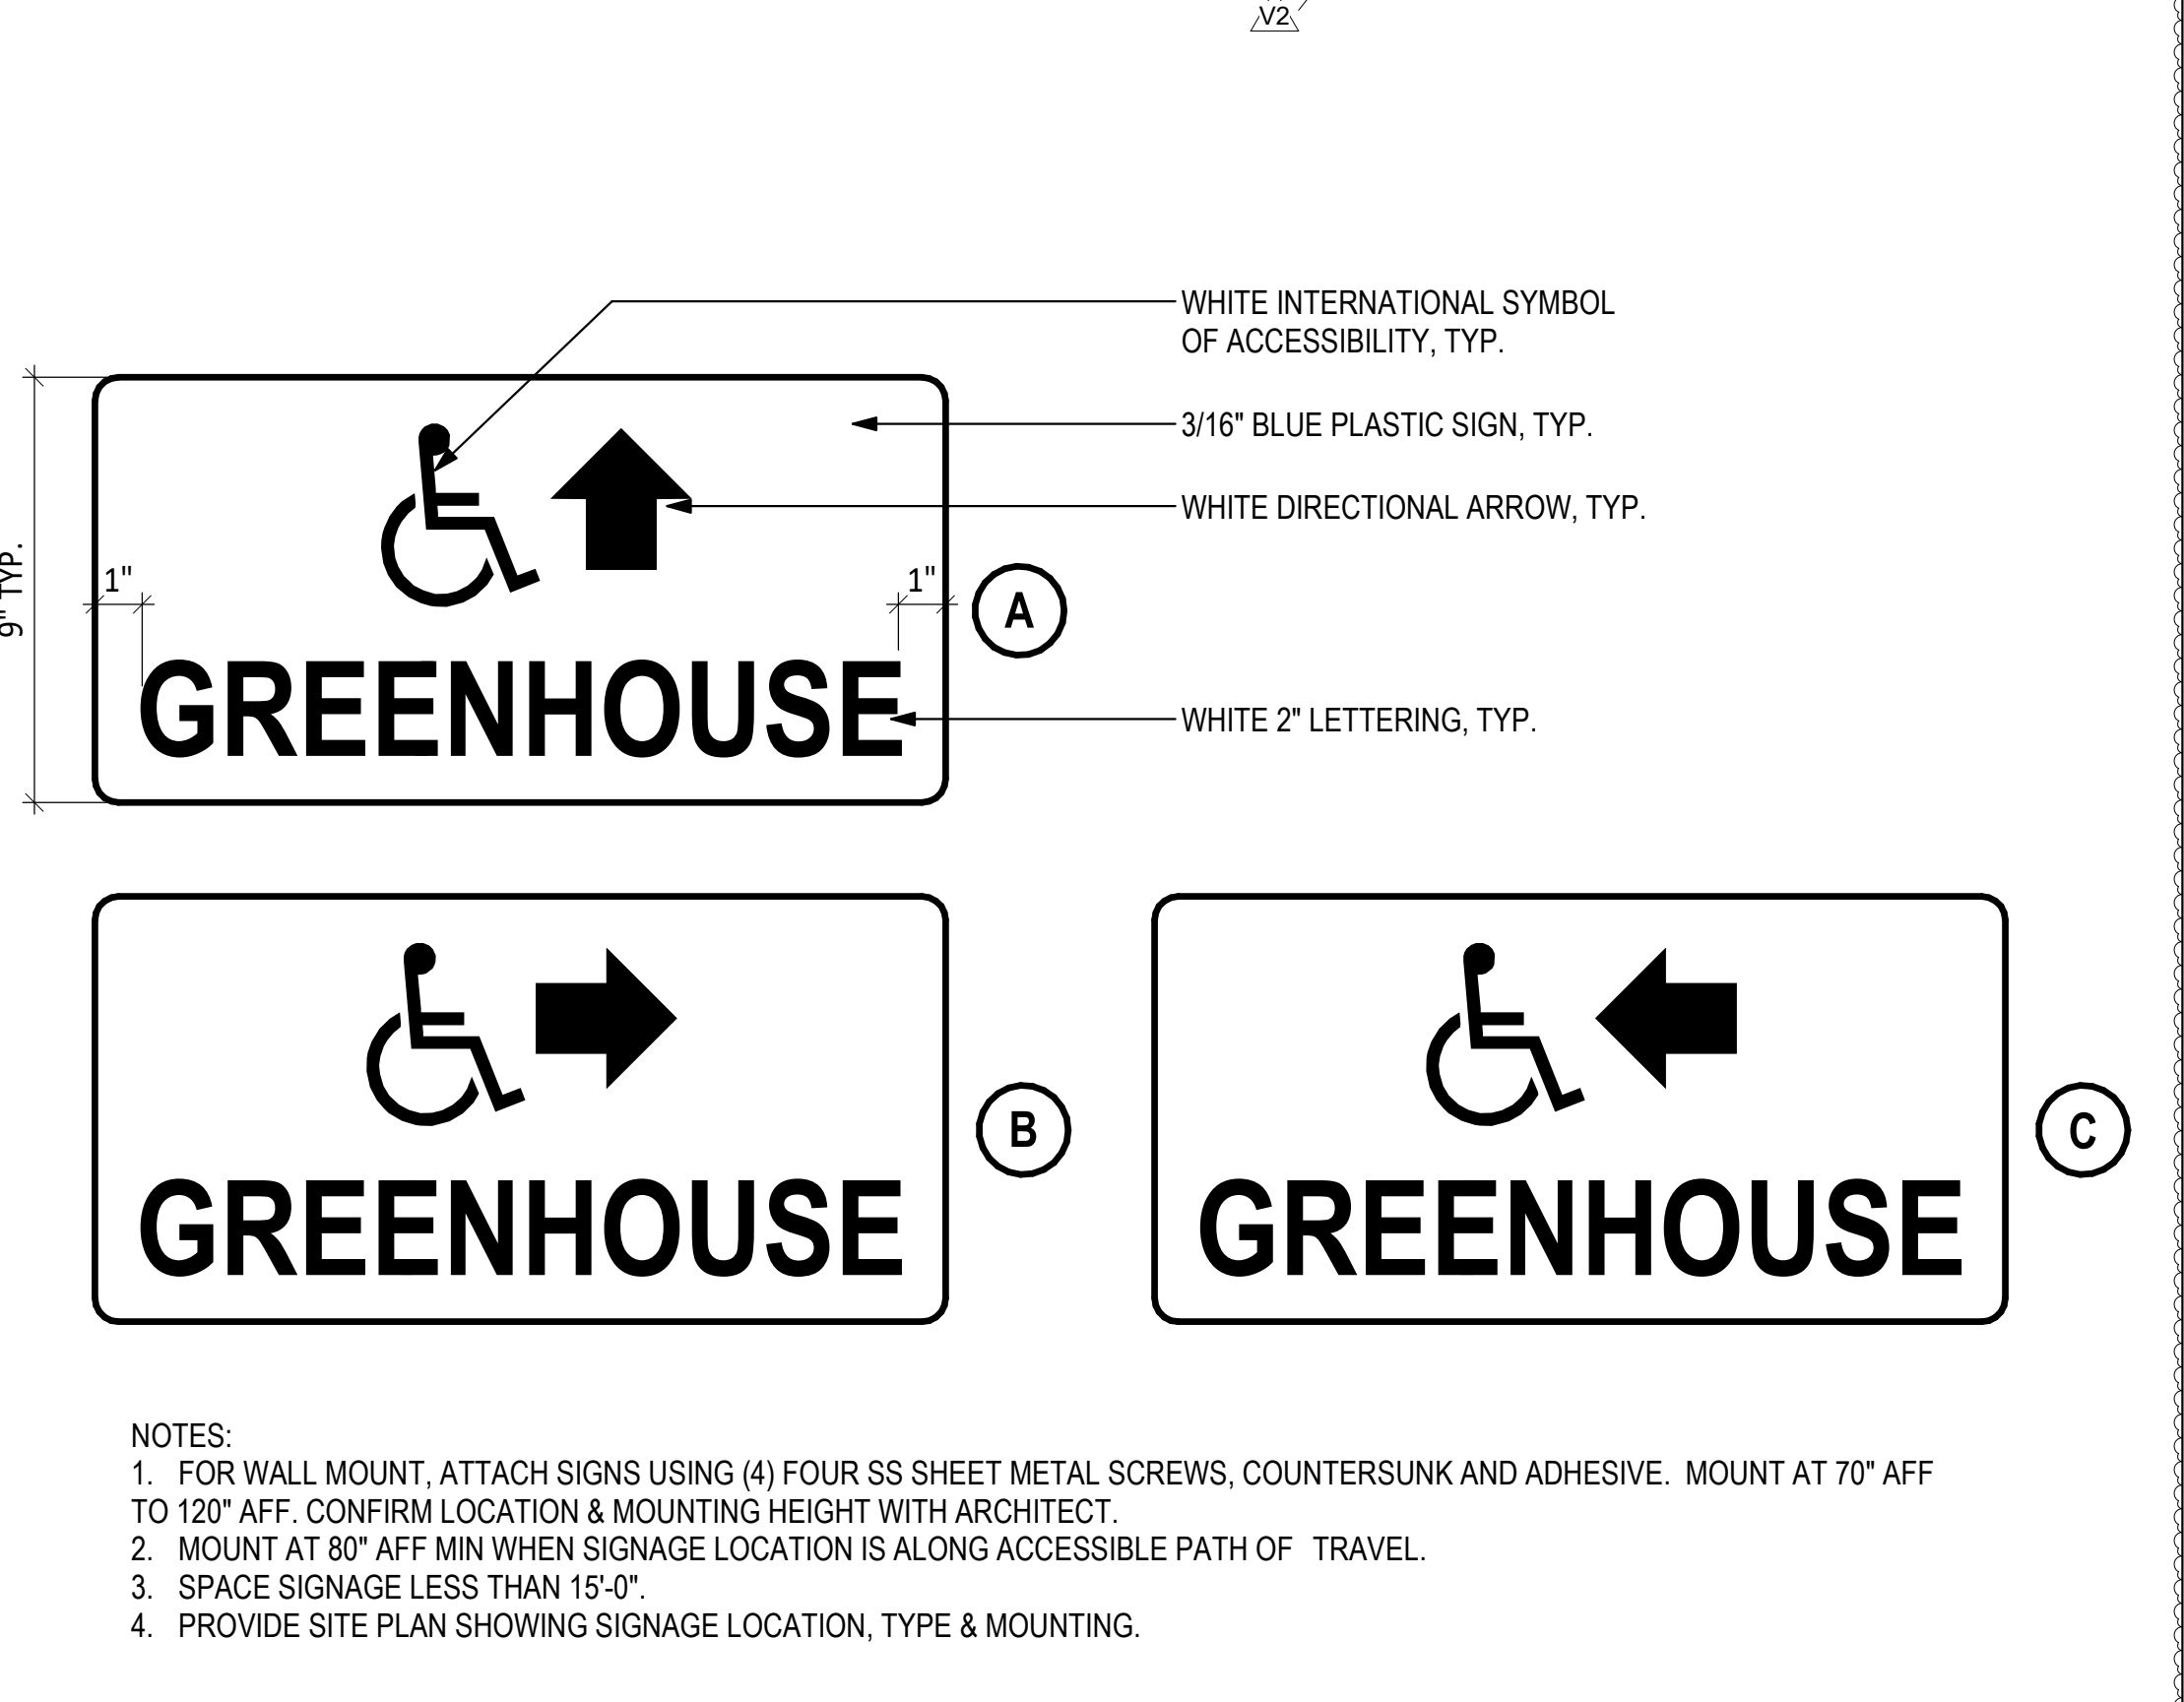 V2
WHITE INTERNATIONAL SYMBOL
OF ACCESSIBILITY, TYP.
3/16" BLUE PLASTIC SIGN, TYP.
WHITE DIRECTIONAL ARROW, TYP.
9" TYP.
1"
1"
A
GREENHOUSE
WHITE 2" LETTERING, TYP.
B
GREENHOUSE
C
GREENHOUSE
NOTES:
1. FOR WALL MOUNT, ATTACH SIGNS USING (4) FOUR SS SHEET METAL SCREWS, COUNTERSUNK AND ADHESIVE. MOUNT AT 70" AFF
TO 120" AFF. CONFIRM LOCATION & MOUNTING HEIGHT WITH ARCHITECT.
2. MOUNT AT 80" AFF MIN WHEN SIGNAGE LOCATION IS ALONG ACCESSIBLE PATH OF TRAVEL.
3. SPACE SIGNAGE LESS THAN 15'-0".
4. PROVIDE SITE PLAN SHOWING SIGNAGE LOCATION, TYPE & MOUNTING.